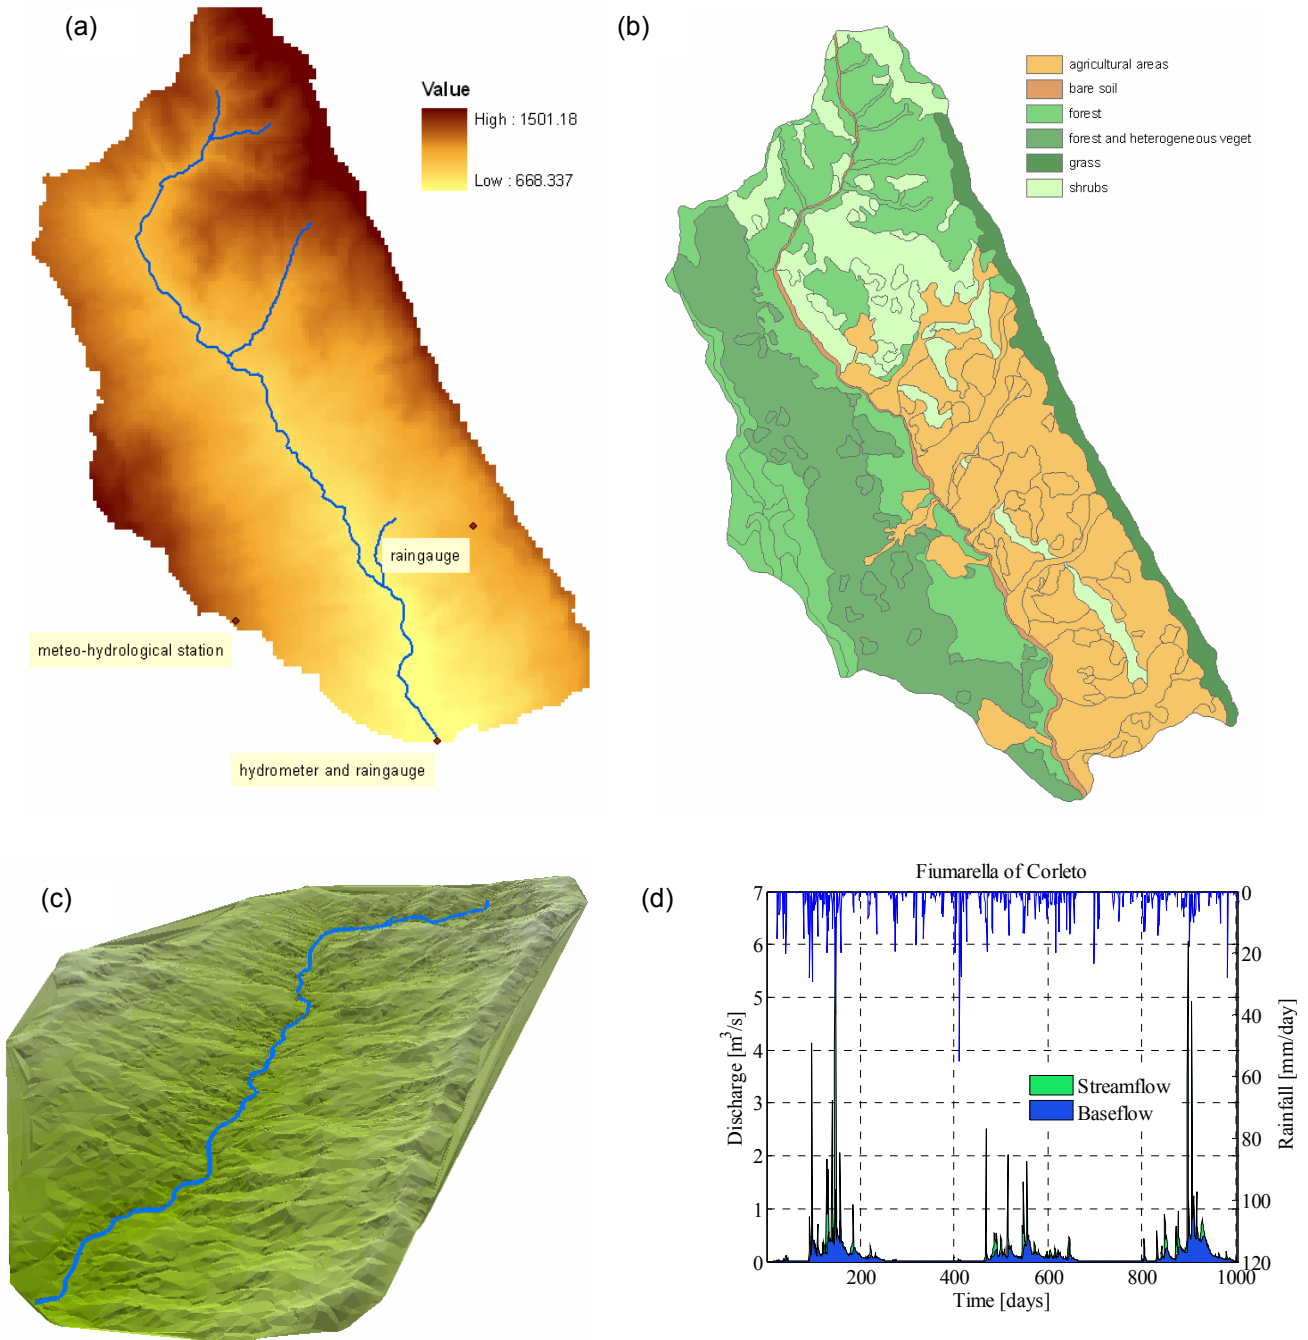 (a)
Value
High : 1501.18
Low : 668.337
raingauge
meteo-hydrological station
hydrometer and raingauge
(b)
agricultural areas
bare soil
forest
forest and heterogeneous veget
grass
shrubs
(c)
(d)
Fiumarella of Corleto
7
6
5
4
3
2
1
0
Discharge [m³/s]
0
20
40
60
80
100
120
Rainfall [mm/day]
Streamflow
Baseflow
200
400
600
800
1000
Time [days]